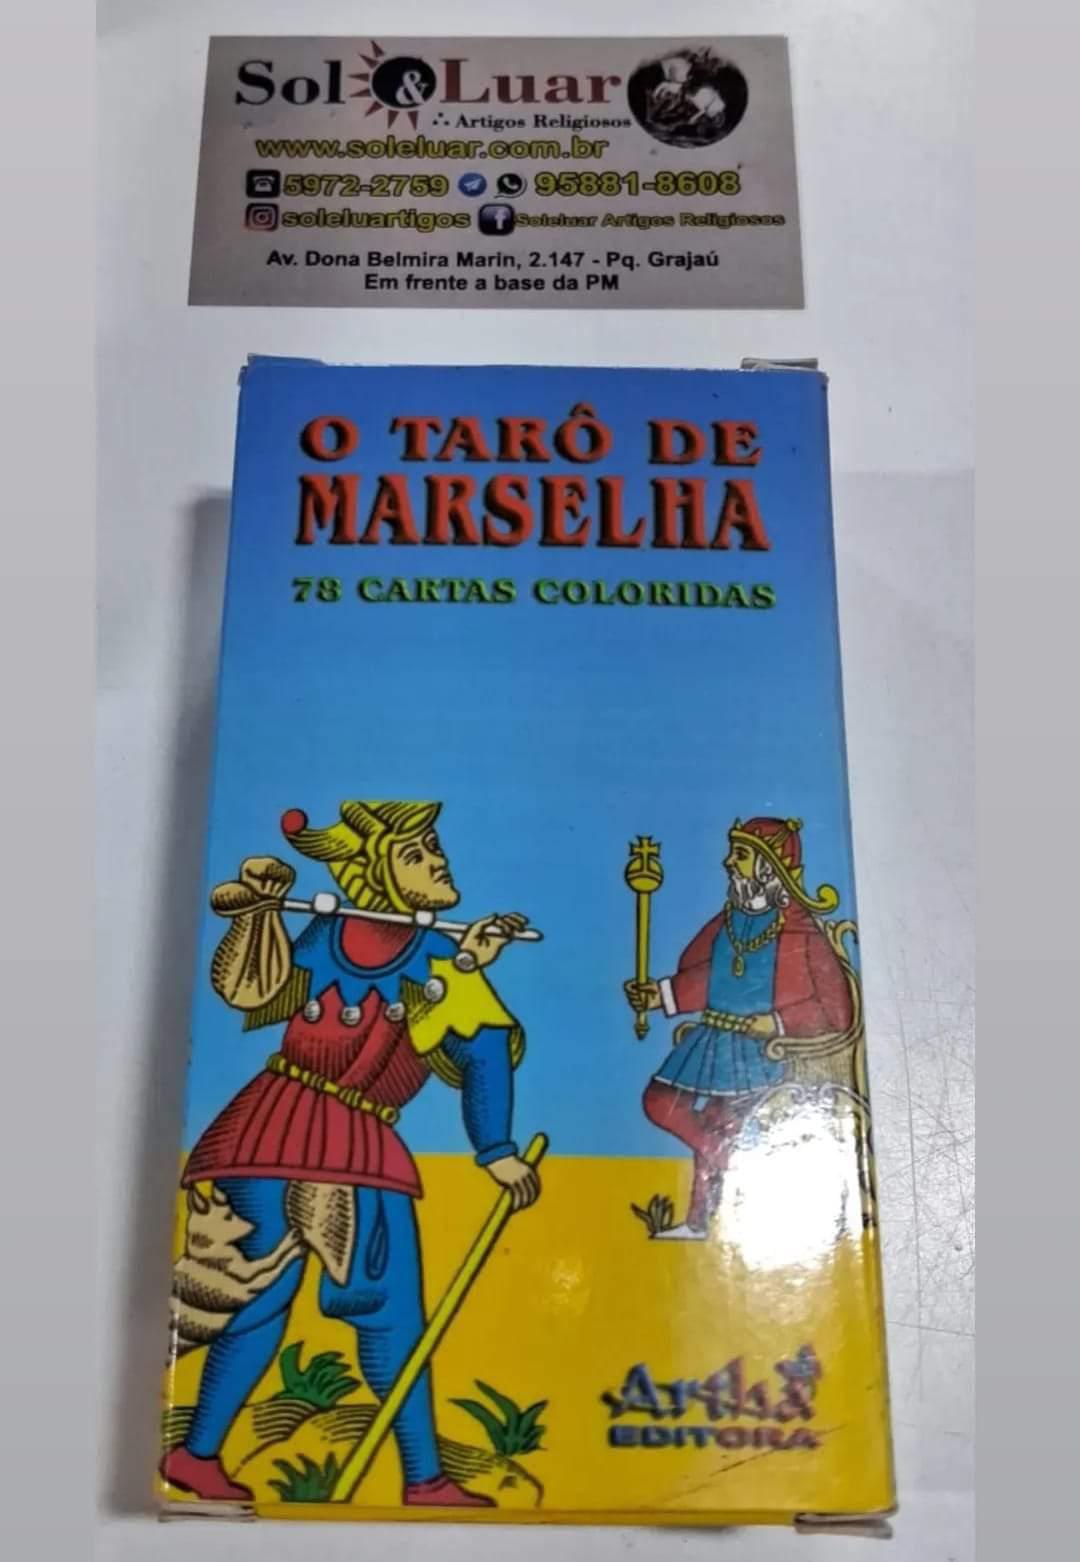 Sol & Luar
∴ Artigos Religiosos
www.soleluar.com.br
5972-2759 95881-8608
soleluartigos Soleluar Artigos Religiosos
Av. Dona Belmira Marin, 2.147 - Pq. Grajaú
Em frente a base da PM
O TARÔ DE
MARSELHA
78 CARTAS COLORIDAS
Artha
EDITORA